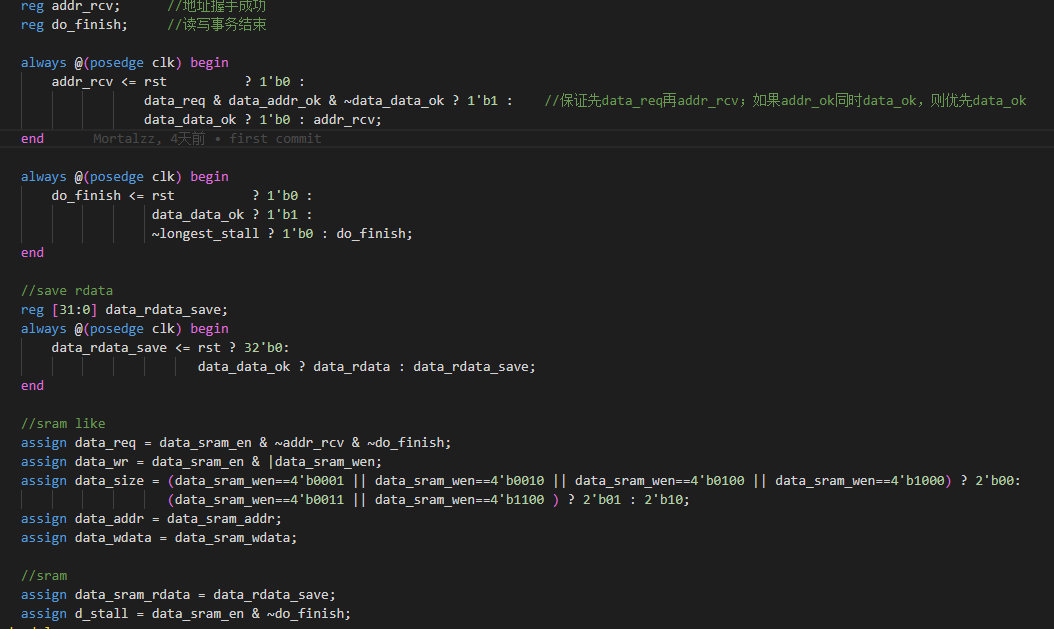 reg addr_rcv;      //地址握手成功
reg do_finish;     //读写事务结束
always @(posedge clk) begin
    addr_rcv <= rst          ? 1'b0 :
                data_req & data_addr_ok & ~data_data_ok ? 1'b1 :    //保证先data_req再addr_rcv；如果addr_ok同时data_ok，则优先data_ok
                data_data_ok ? 1'b0 : addr_rcv;
end      Mortalzz, 4天前 • first commit
always @(posedge clk) begin
    do_finish <= rst          ? 1'b0 :
                 data_data_ok ? 1'b1 :
                 ~longest_stall ? 1'b0 : do_finish;
end
//save rdata
reg [31:0] data_rdata_save;
always @(posedge clk) begin
    data_rdata_save <= rst ? 32'b0:
                       data_data_ok ? data_rdata : data_rdata_save;
end
//sram like
assign data_req = data_sram_en & ~addr_rcv & ~do_finish;
assign data_wr = data_sram_en & |data_sram_wen;
assign data_size = (data_sram_wen==4'b0001 || data_sram_wen==4'b0010 || data_sram_wen==4'b0100 || data_sram_wen==4'b1000) ? 2'b00:
                   (data_sram_wen==4'b0011 || data_sram_wen==4'b1100 ) ? 2'b01 : 2'b10;
assign data_addr = data_sram_addr;
assign data_wdata = data_sram_wdata;
//sram
assign data_sram_rdata = data_rdata_save;
assign d_stall = data_sram_en & ~do_finish;